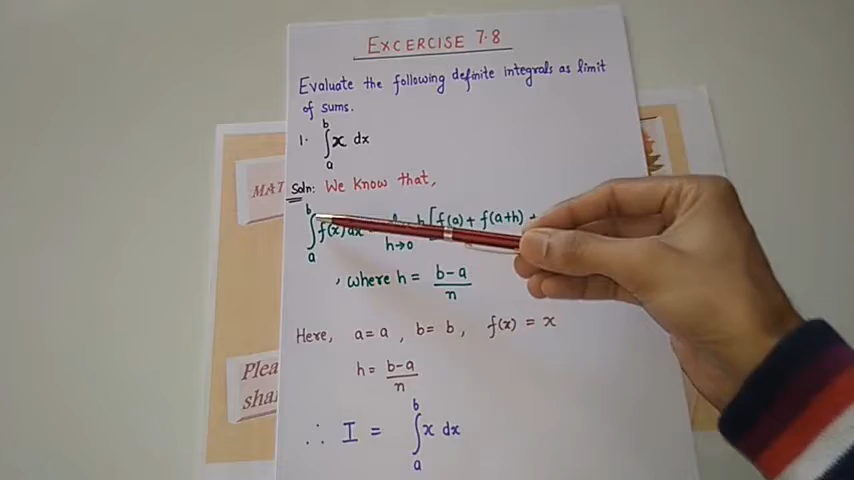 EXCERCISE 7.8
Evaluate the following definite integrals as limit
of sums.
1. ∫ₐᵇ x dx
Soln: We know that,
∫ₐᵇ f(x) dx h→0 h[f(a) + f(a+h) +
, where h = (b-a)/n
Here, a = a , b = b , f(x) = x
h = (b-a)/n
∴ I = ∫ₐᵇ x dx
MAT
Plea
sha